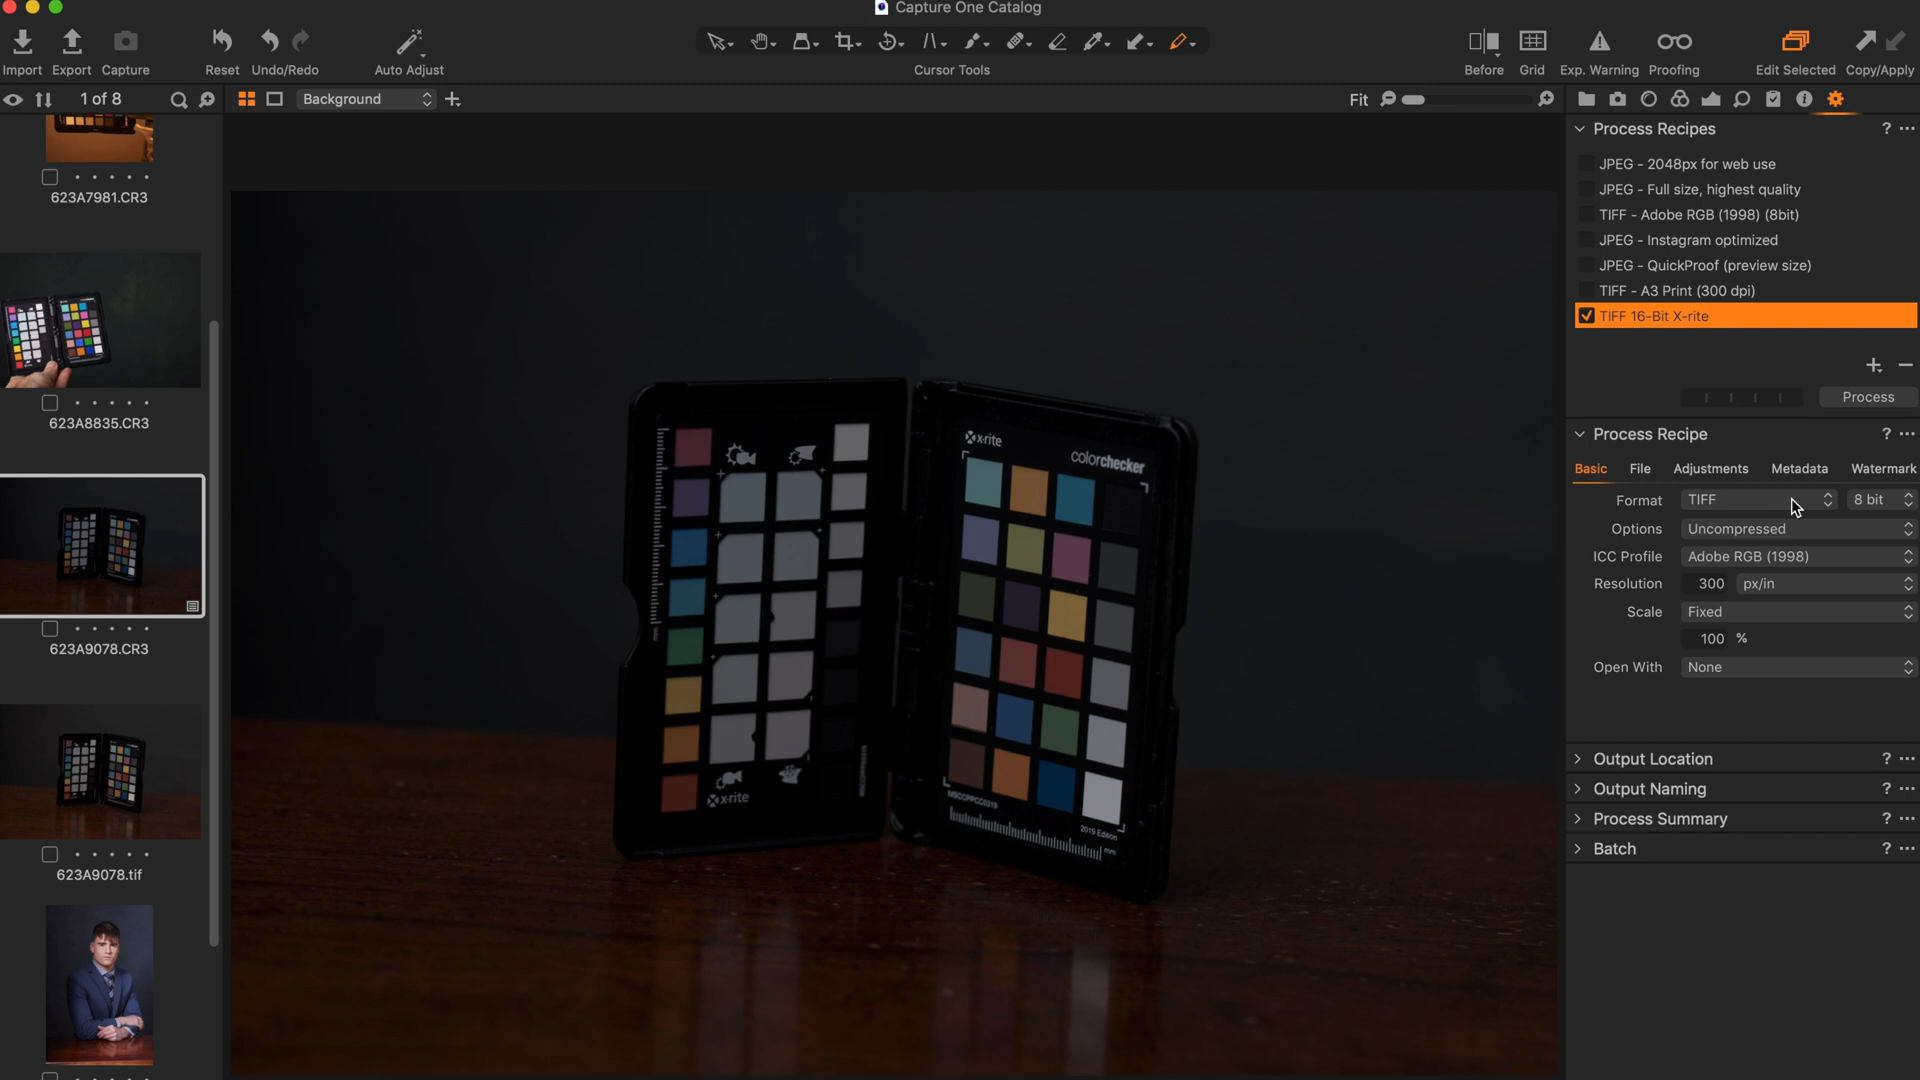 Capture One Catalog
Import
Export
Capture
Reset
Undo/Redo
Auto Adjust
Cursor Tools
Before
Grid
Exp. Warning
Proofing
Edit Selected
Copy/Apply
1 of 8
Background
Fit
623A7981.CR3
623A8835.CR3
623A9078.CR3
623A9078.tif
x-rite
colorchecker
mm
x-rite
MSCCPPCC0319
2019 Edition
mm
Process Recipes
? ...
JPEG - 2048px for web use
JPEG - Full size, highest quality
TIFF - Adobe RGB (1998) (8bit)
JPEG - Instagram optimized
JPEG - QuickProof (preview size)
TIFF - A3 Print (300 dpi)
TIFF 16-Bit X-rite
Process
Process Recipe
? ...
Basic
File
Adjustments
Metadata
Watermark
Format
TIFF
8 bit
Options
Uncompressed
ICC Profile
Adobe RGB (1998)
Resolution
300
px/in
Scale
Fixed
100 %
Open With
None
Output Location
? ...
Output Naming
? ...
Process Summary
? ...
Batch
? ...